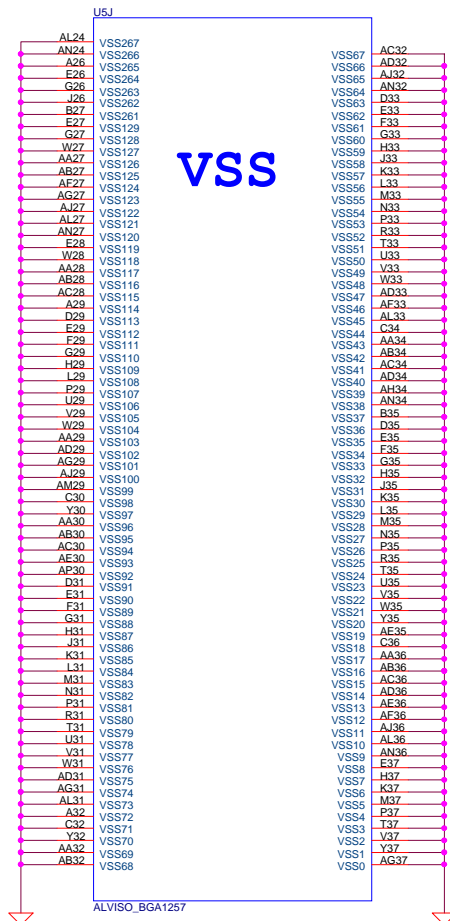 U5J
VSS
AL24 VSS267
AN24 VSS266 VSS67 AC32
A26 VSS265 VSS66 AD32
E26 VSS264 VSS65 AJ32
G26 VSS263 VSS64 AN32
J26 VSS262 VSS63 D33
B27 VSS261 VSS62 E33
E27 VSS129 VSS61 F33
G27 VSS128 VSS60 G33
W27 VSS127 VSS59 H33
AA27 VSS126 VSS58 J33
AB27 VSS125 VSS57 K33
AF27 VSS124 VSS56 L33
AG27 VSS123 VSS55 M33
AJ27 VSS122 VSS54 N33
AL27 VSS121 VSS53 P33
AN27 VSS120 VSS52 R33
E28 VSS119 VSS51 T33
W28 VSS118 VSS50 U33
AA28 VSS117 VSS49 V33
AB28 VSS116 VSS48 W33
AC28 VSS115 VSS47 AD33
A29 VSS114 VSS46 AF33
D29 VSS113 VSS45 AL33
E29 VSS112 VSS44 C34
F29 VSS111 VSS43 AA34
G29 VSS110 VSS42 AB34
H29 VSS109 VSS41 AC34
L29 VSS108 VSS40 AD34
P29 VSS107 VSS39 AH34
U29 VSS106 VSS38 AN34
V29 VSS105 VSS37 B35
W29 VSS104 VSS36 D35
AA29 VSS103 VSS35 E35
AD29 VSS102 VSS34 F35
AG29 VSS101 VSS33 G35
AJ29 VSS100 VSS32 H35
AM29 VSS99 VSS31 J35
C30 VSS98 VSS30 K35
Y30 VSS97 VSS29 L35
AA30 VSS96 VSS28 M35
AB30 VSS95 VSS27 N35
AC30 VSS94 VSS26 P35
AE30 VSS93 VSS25 R35
AP30 VSS92 VSS24 T35
D31 VSS91 VSS23 U35
E31 VSS90 VSS22 V35
F31 VSS89 VSS21 W35
G31 VSS88 VSS20 Y35
H31 VSS87 VSS19 AE35
J31 VSS86 VSS18 C36
K31 VSS85 VSS17 AA36
L31 VSS84 VSS16 AB36
M31 VSS83 VSS15 AC36
N31 VSS82 VSS14 AD36
P31 VSS81 VSS13 AE36
R31 VSS80 VSS12 AF36
T31 VSS79 VSS11 AJ36
U31 VSS78 VSS10 AL36
V31 VSS77 VSS9 AN36
W31 VSS76 VSS8 E37
AD31 VSS75 VSS7 H37
AG31 VSS74 VSS6 K37
AL31 VSS73 VSS5 M37
A32 VSS72 VSS4 P37
C32 VSS71 VSS3 T37
Y32 VSS70 VSS2 V37
AA32 VSS69 VSS1 Y37
AB32 VSS68 VSS0 AG37
ALVISO_BGA1257